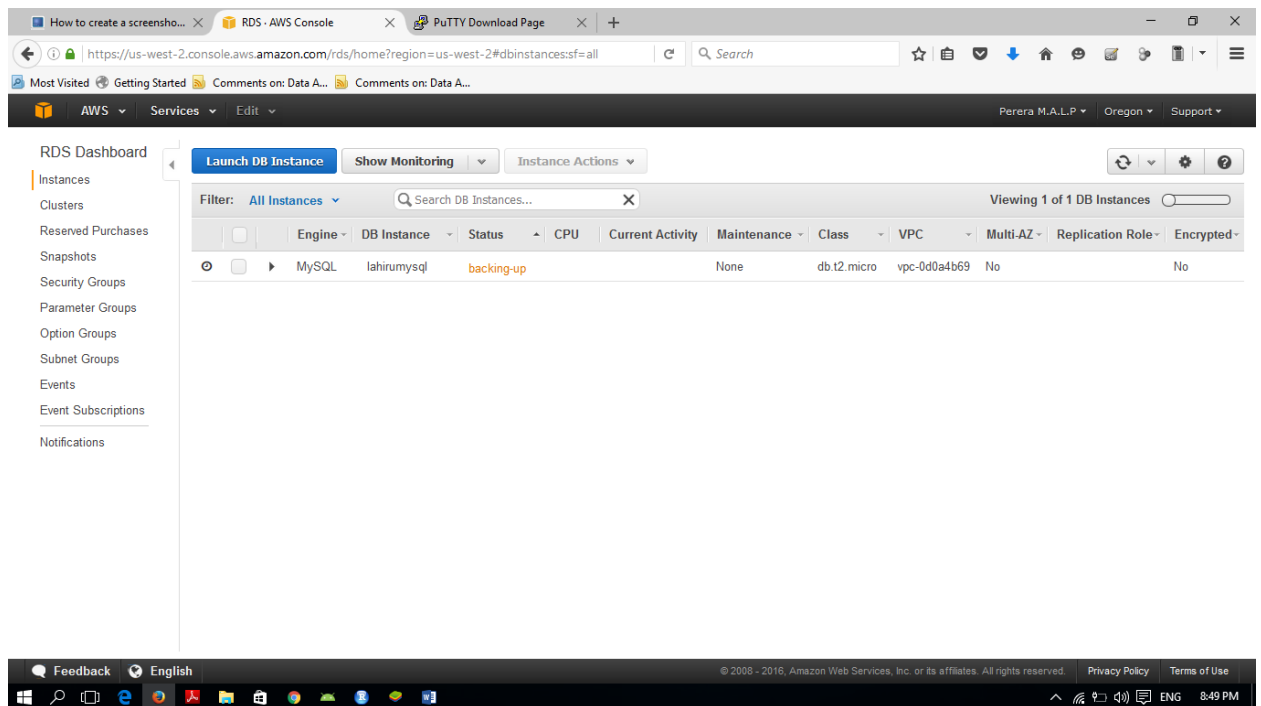 How to create a screensho... RDS · AWS Console PuTTY Download Page
https://us-west-2.console.aws.amazon.com/rds/home?region=us-west-2#dbinstances:sf=all Search
Most Visited Getting Started Comments on: Data A... Comments on: Data A...
AWS Services Edit Perera M.A.L.P Oregon Support
RDS Dashboard
Instances
Clusters
Reserved Purchases
Snapshots
Security Groups
Parameter Groups
Option Groups
Subnet Groups
Events
Event Subscriptions
Notifications
Launch DB Instance Show Monitoring Instance Actions
Filter: All Instances Search DB Instances... Viewing 1 of 1 DB Instances
Engine DB Instance Status CPU Current Activity Maintenance Class VPC Multi-AZ Replication Role Encrypted
MySQL lahirumysql backing-up None db.t2.micro vpc-0d0a4b69 No No
Feedback English © 2008 - 2016, Amazon Web Services, Inc. or its affiliates. All rights reserved. Privacy Policy Terms of Use
ENG 8:49 PM